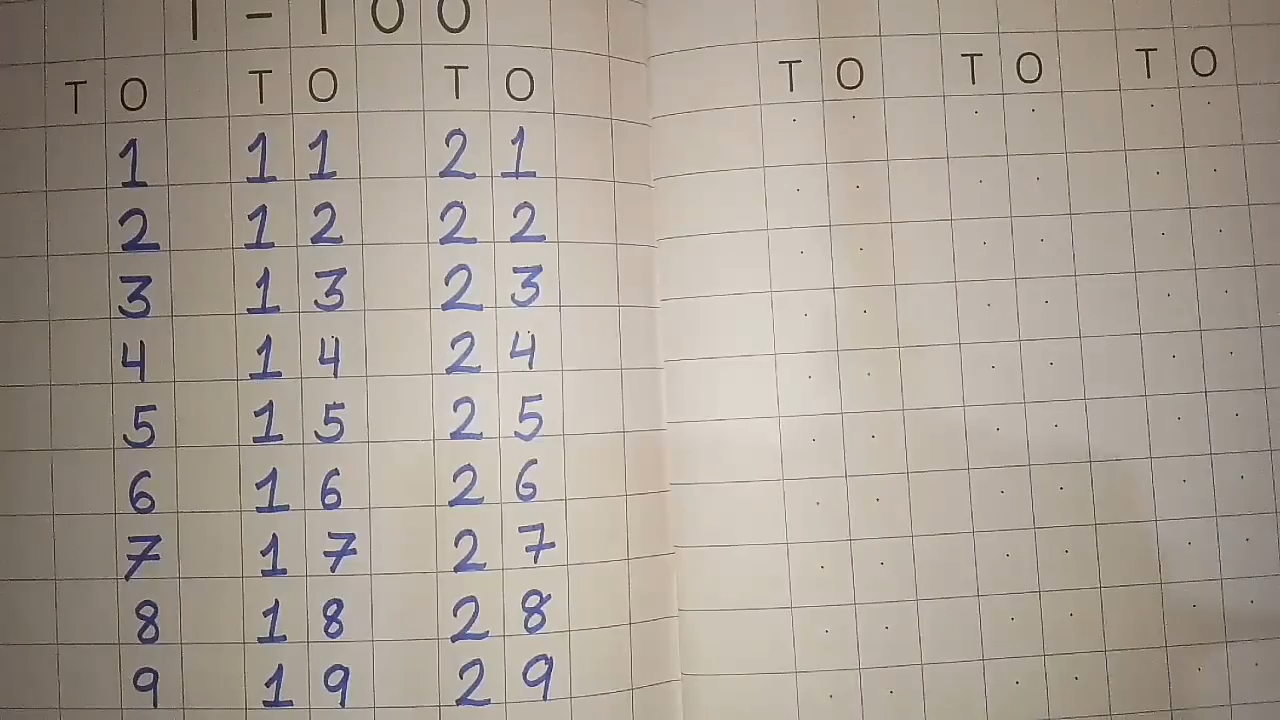 1 - 100
T O T O T O T O T O T O
1 1 1 2 1
2 1 2 2 2
3 1 3 2 3
4 1 4 2 4
5 1 5 2 5
6 1 6 2 6
7 1 7 2 7
8 1 8 2 8
9 1 9 2 9